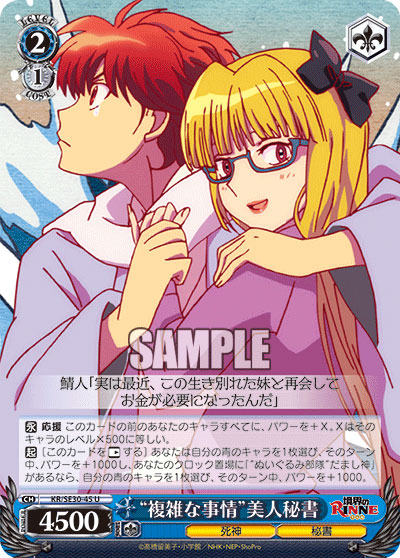 LEVEL
2
1
COST
SAMPLE
鯖人「実は最近、この生き別れた妹と再会して
お金が必要になったんだ」
永 応援 このカードの前のあなたのキャラすべてに、パワーを+X。Xはその
キャラのレベル×500に等しい。
起 [このカードを する] あなたは自分の青のキャラを1枚選び、そのターン
中、パワーを+1000し、あなたのクロック置場に「“ぬいぐるみ部隊”だまし神」
があるなら、あなたは自分の青のキャラを1枚選び、そのターン中、パワーを+1000。
CH
KR/SE30-45 U
4500
“複雑な事情”美人秘書
死神
秘書
境界の
RINNE
©高橋留美子・小学館／NHK・NEP・ShoPro